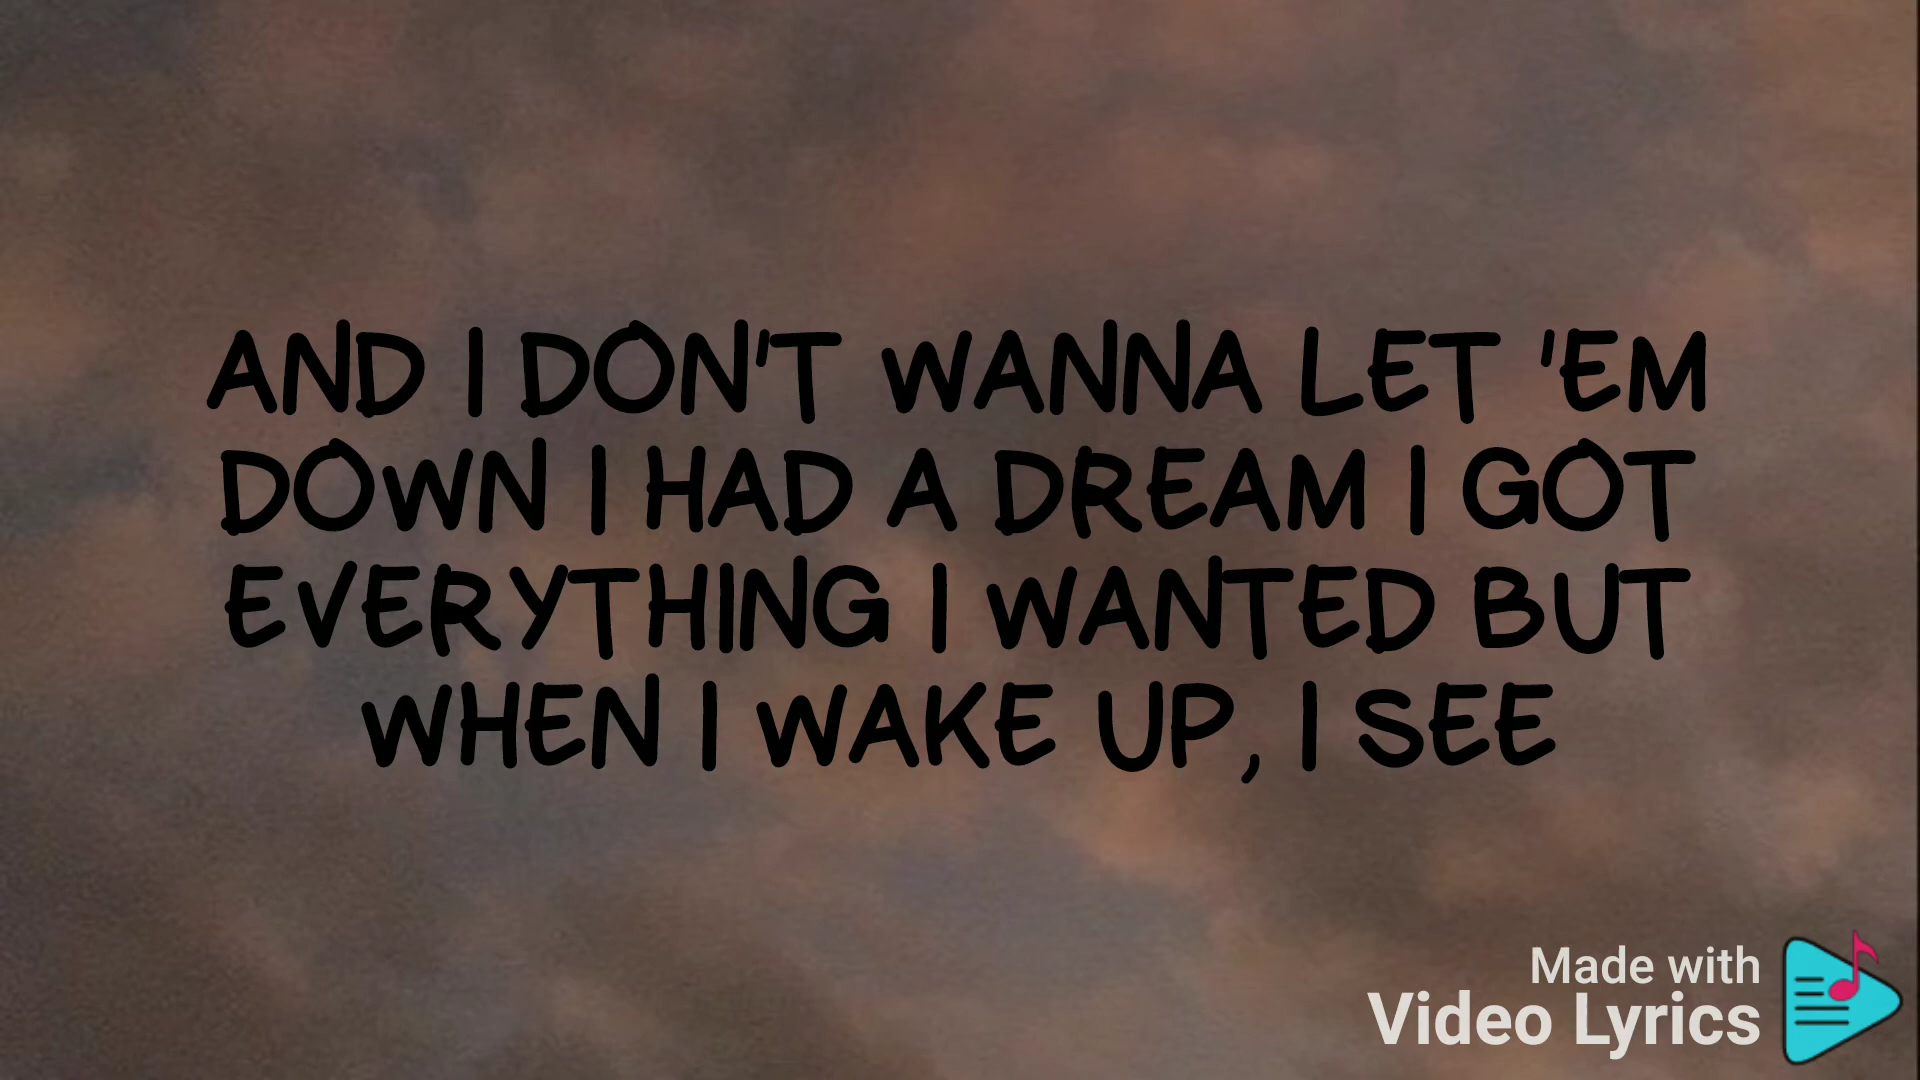 AND I DON'T WANNA LET 'EM
DOWN I HAD A DREAM I GOT
EVERYTHING I WANTED BUT
WHEN I WAKE UP, I SEE
Made with
Video Lyrics